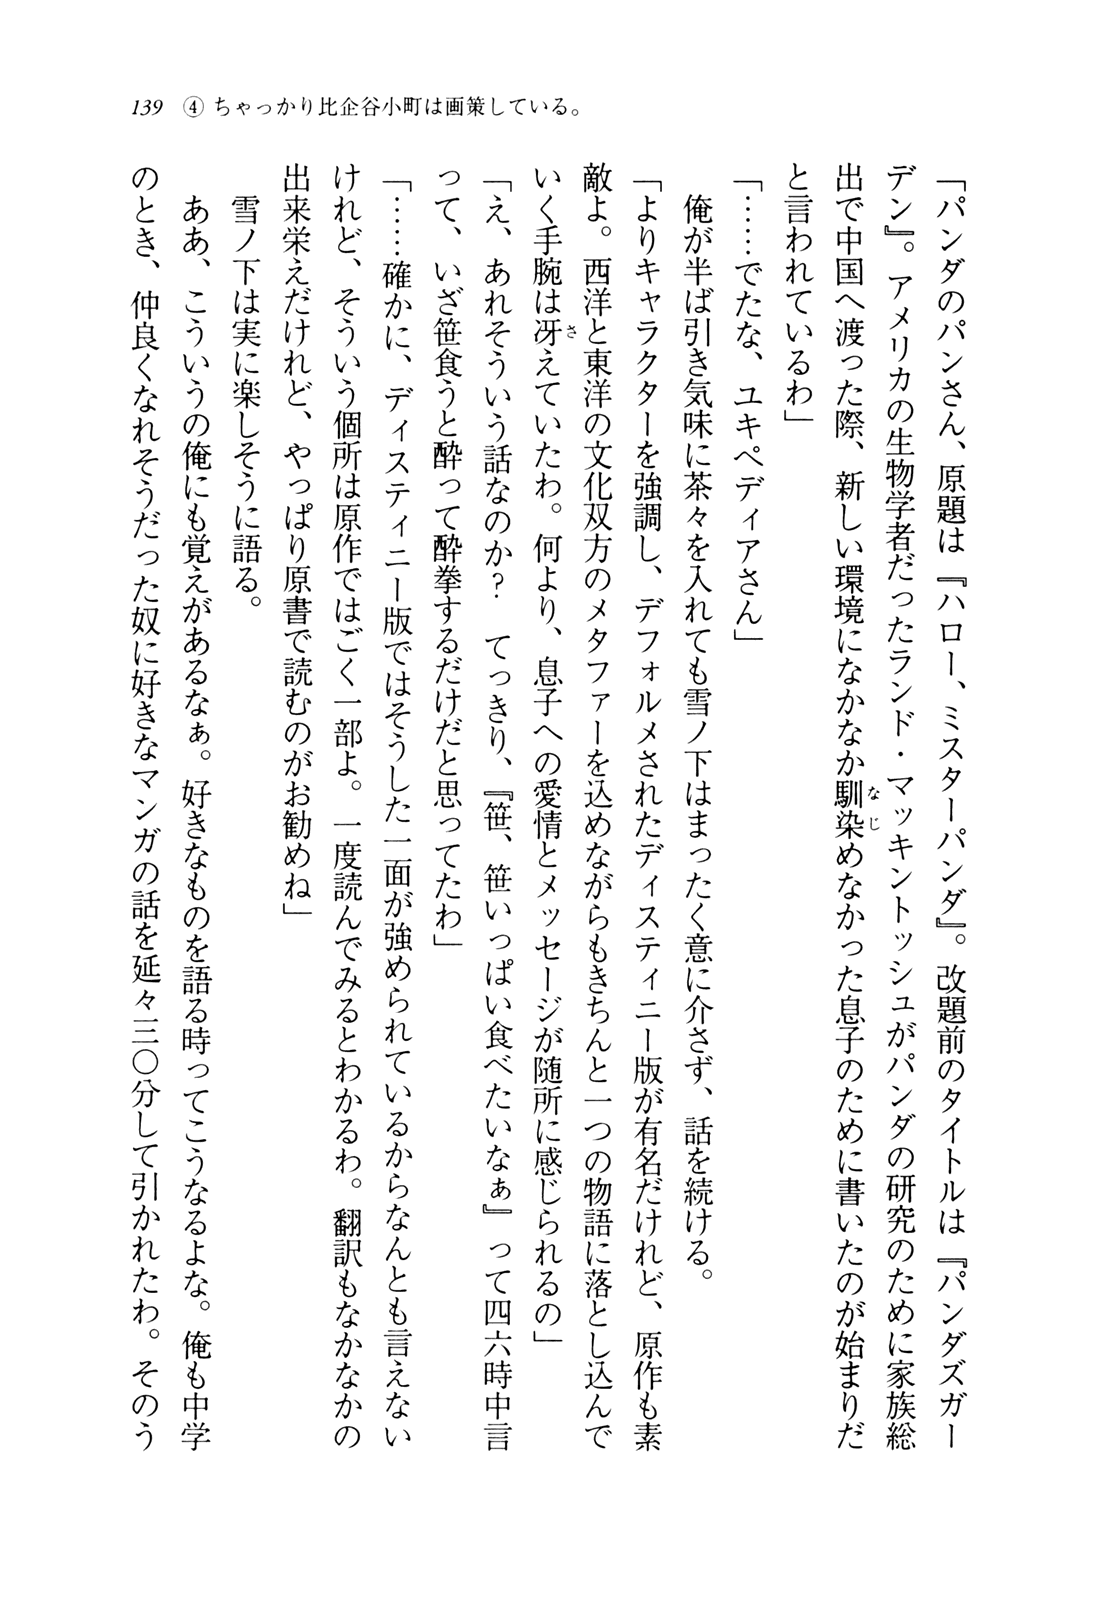 139 ④ ちゃっかり比企谷小町は画策している。
「パンダのパンさん、原題は『ハロー、ミスターパンダ』。改題前のタイトルは『パンダズガー
デン』。アメリカの生物学者だったランド・マッキントッシュがパンダの研究のために家族総
出で中国へ渡った際、新しい環境になかなか馴染めなかった息子のために書いたのが始まりだ
と言われているわ」
「……でたな、ユキペディアさん」
　俺が半ば引き気味に茶々を入れても雪ノ下はまったく意に介さず、話を続ける。
「よりキャラクターを強調し、デフォルメされたディスティニー版が有名だけれど、原作も素
敵よ。西洋と東洋の文化双方のメタファーを込めながらもきちんと一つの物語に落とし込んで
いく手腕は冴えていたわ。何より、息子への愛情とメッセージが随所に感じられるの」
「え、あれそういう話なのか？　てっきり、『笹、笹いっぱい食べたいなぁ』って四六時中言
って、いざ笹食うと酔って酔拳するだけだと思ってたわ」
「……確かに、ディスティニー版ではそうした一面が強められているからなんとも言えない
けれど、そういう個所は原作ではごく一部よ。一度読んでみるとわかるわ。翻訳もなかなかの
出来栄えだけれど、やっぱり原書で読むのがお勧めね」
　雪ノ下は実に楽しそうに語る。
　ああ、こういうの俺にも覚えがあるなぁ。好きなものを語る時ってこうなるよな。俺も中学
のとき、仲良くなれそうだった奴に好きなマンガの話を延々三〇分して引かれたわ。そのう